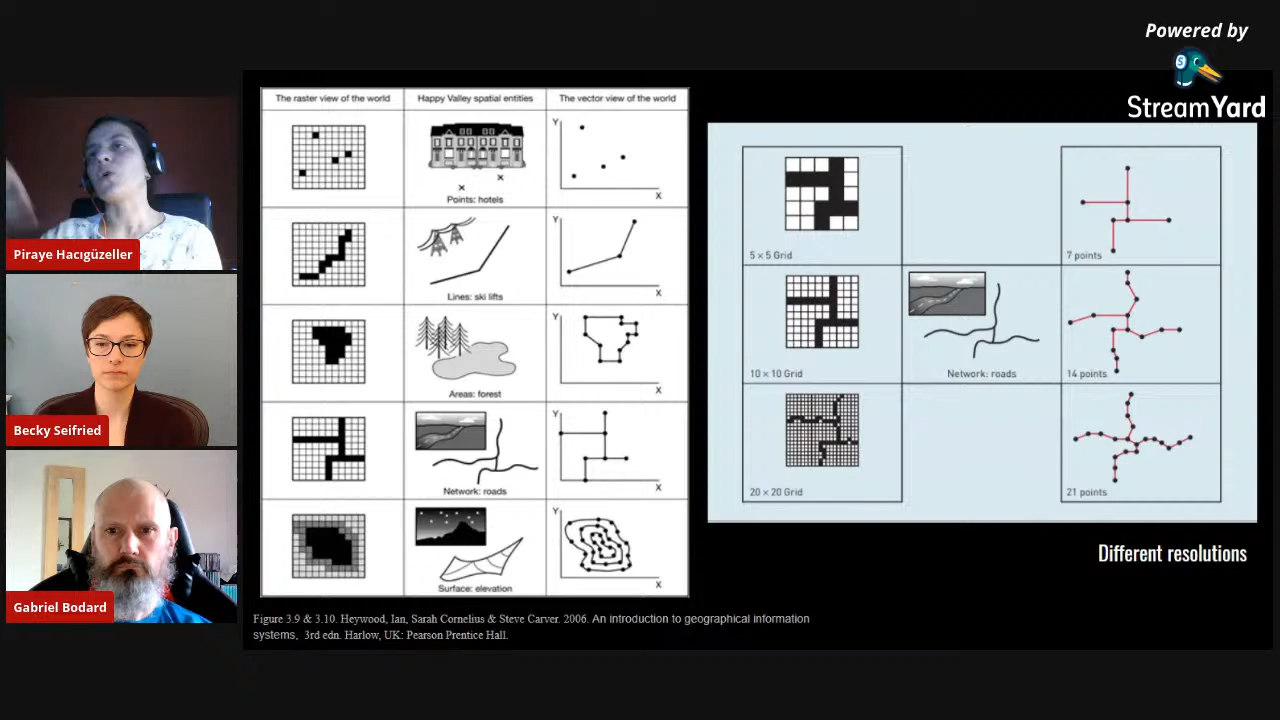 Powered by
S
StreamYard
Piraye Hacıgüzeller
Becky Seifried
Gabriel Bodard
The raster view of the world
Happy Valley spatial entities
The vector view of the world
Y
X
Points: hotels
Y
X
Lines: ski lifts
Y
X
Areas: forest
Y
X
Network: roads
Y
X
Surface: elevation
5 × 5 Grid
7 points
10 × 10 Grid
Network: roads
14 points
20 × 20 Grid
21 points
Different resolutions
Figure 3.9 & 3.10. Heywood, Ian, Sarah Cornelius & Steve Carver. 2006. An introduction to geographical information
systems, 3rd edn. Harlow, UK: Pearson Prentice Hall.